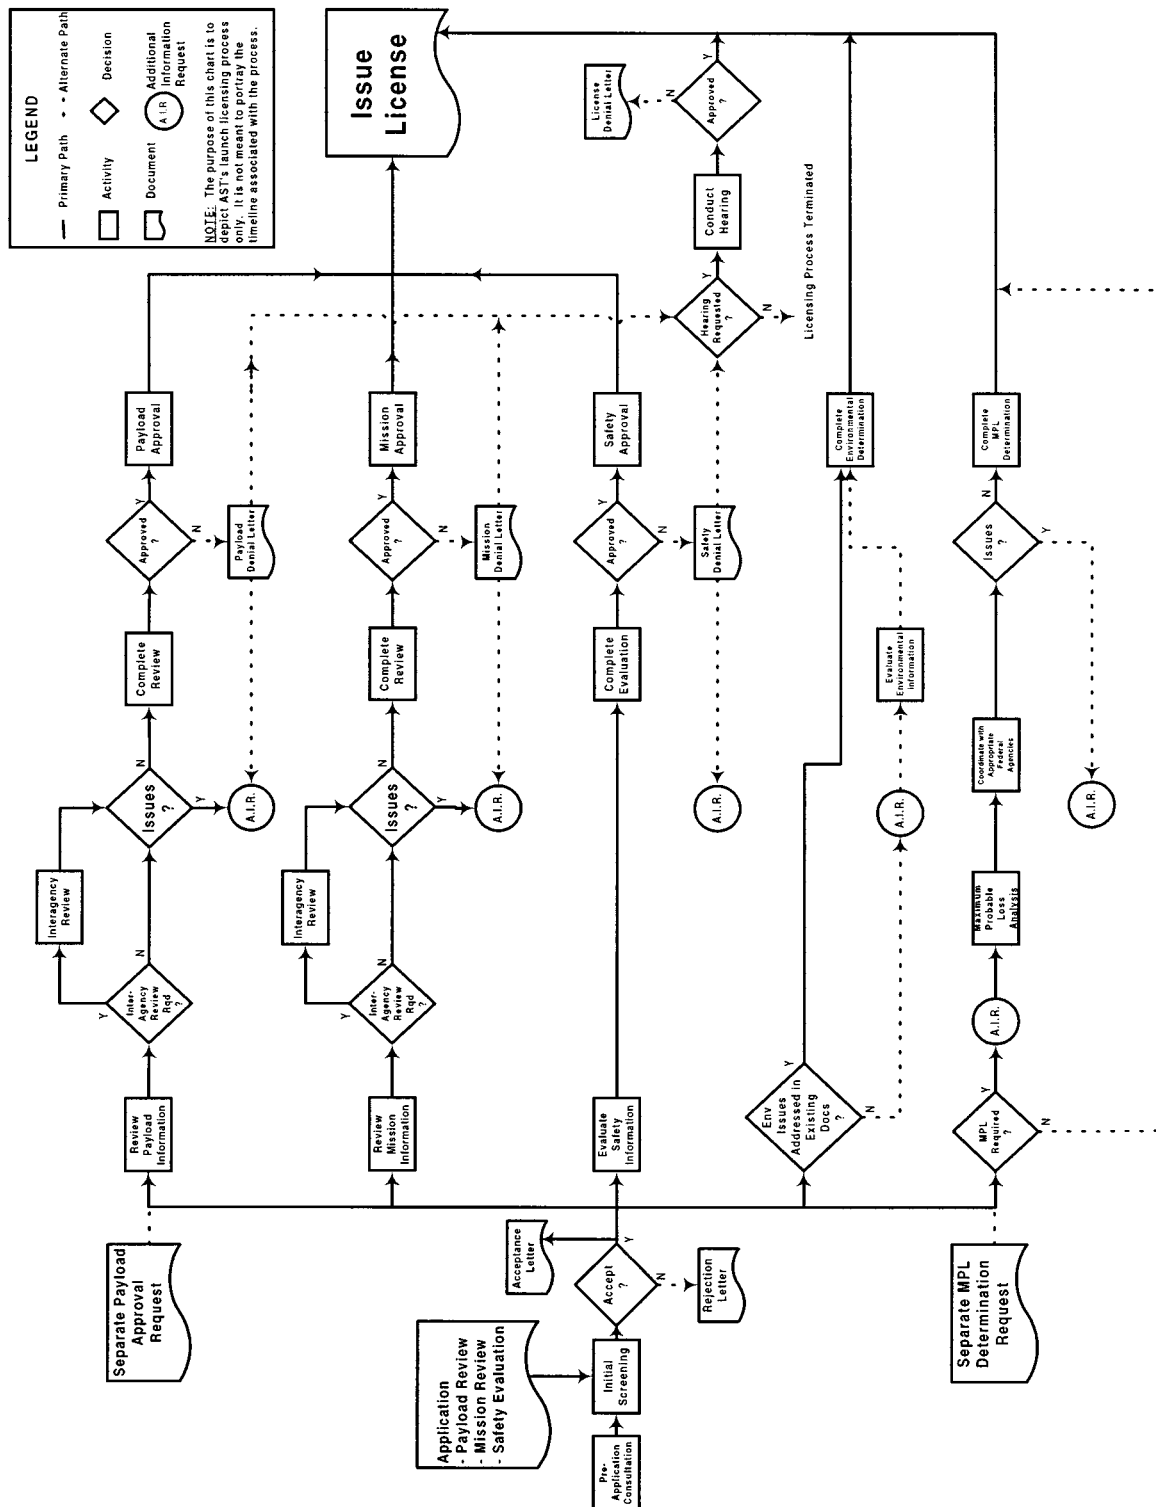 LEGEND
Primary Path
Alternate Path
Activity
Decision
Document
A.I.R
Additional
Information
Request
NOTE: The purpose of this chart is to
depict AST's launch licensing process
only. It is not meant to portray the
timeline associated with the process.
Separate Payload
Approval
Request
Review
Payload
Information
Inter-
Agency
Review
Rqd
?
Y
N
Interagency
Review
Issues
?
Y
N
A.I.R.
Complete
Review
Approved
?
Y
N
Payload
Denial Letter
Payload
Approval
Review
Mission
Information
Inter-
Agency
Review
Rqd
?
Y
N
Interagency
Review
Issues
?
Y
N
A.I.R.
Complete
Review
Approved
?
Y
N
Mission
Denial Letter
Mission
Approval
Issue
License
Application
- Payload Review
- Mission Review
- Safety Evaluation
Pre-
Application
Consultation
Initial
Screening
Accept
?
Y
N
Acceptance
Letter
Rejection
Letter
Evaluate
Safety
Information
Complete
Evaluation
Approved
?
Y
N
Safety
Denial Letter
A.I.R.
Safety
Approval
Hearing
Requested
?
Y
N
Licensing Process Terminated
Conduct
Hearing
Approved
?
Y
N
License
Denial Letter
Env
Issues
Addressed in
Existing
Docs
?
Y
N
A.I.R.
Evaluate
Environmental
Information
Complete
Environmental
Determination
Separate MPL
Determination
Request
MPL
Required
?
Y
N
A.I.R.
Maximum
Probable
Loss
Analysis
Coordinate with
Appropriate
Federal
Agencies
Issues
?
N
Y
A.I.R.
Complete
MPL
Determination